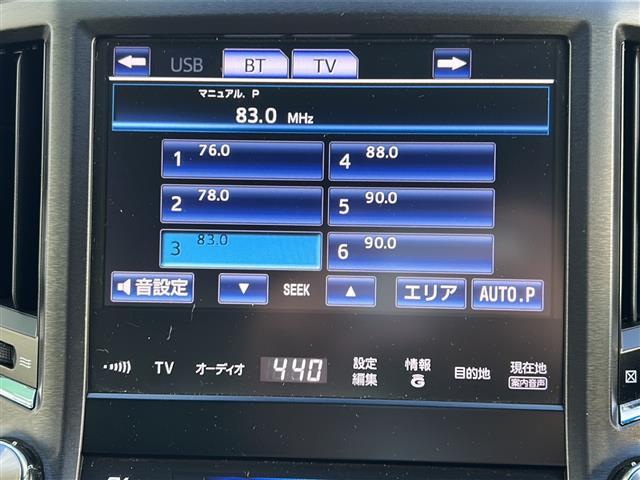 USB BT TV
マニュアル. P
83.0 MHz
1 76.0
4 88.0
2 78.0
5 90.0
3 83.0
6 90.0
音設定 ▼ SEEK ▲ エリア AUTO.P
TV オーディオ 440 設定編集 情報G 目的地 現在地
案内音声